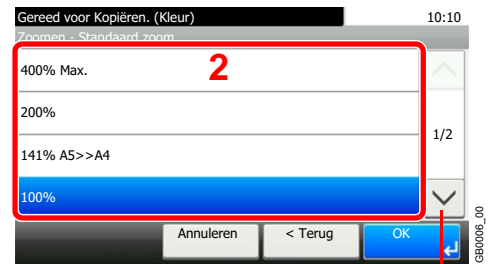 Gereed voor Kopiëren. (Kleur) 10:10
Zoomen - Standaard zoom
2
400% Max.
200%
1/2
141% A5>>A4
100%
Annuleren < Terug OK
GB0006_00